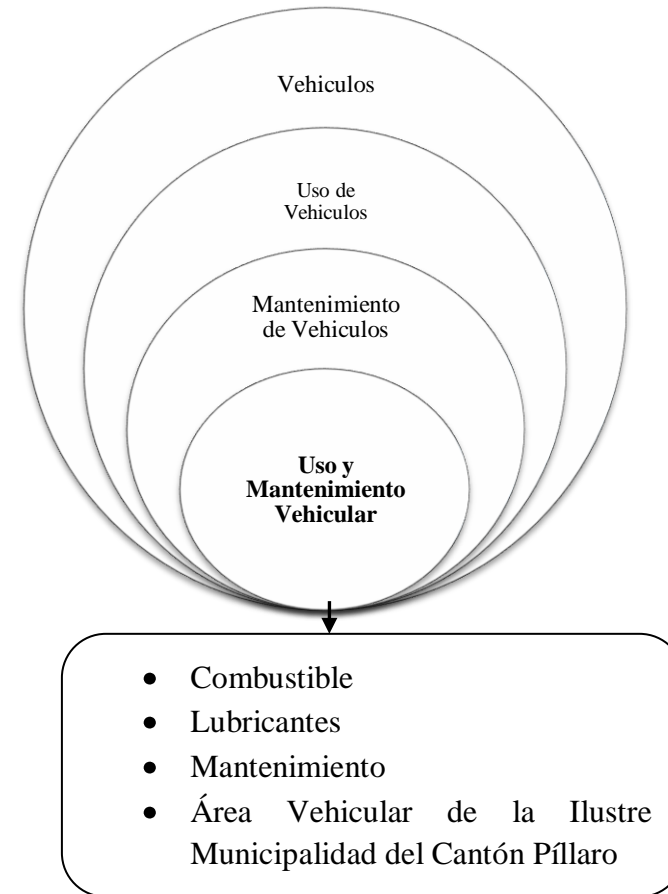 Vehiculos
Uso de
Vehiculos
Mantenimiento
de Vehiculos
Uso y
Mantenimiento
Vehicular
• Combustible
• Lubricantes
• Mantenimiento
• Área Vehicular de la Ilustre
Municipalidad del Cantón Píllaro